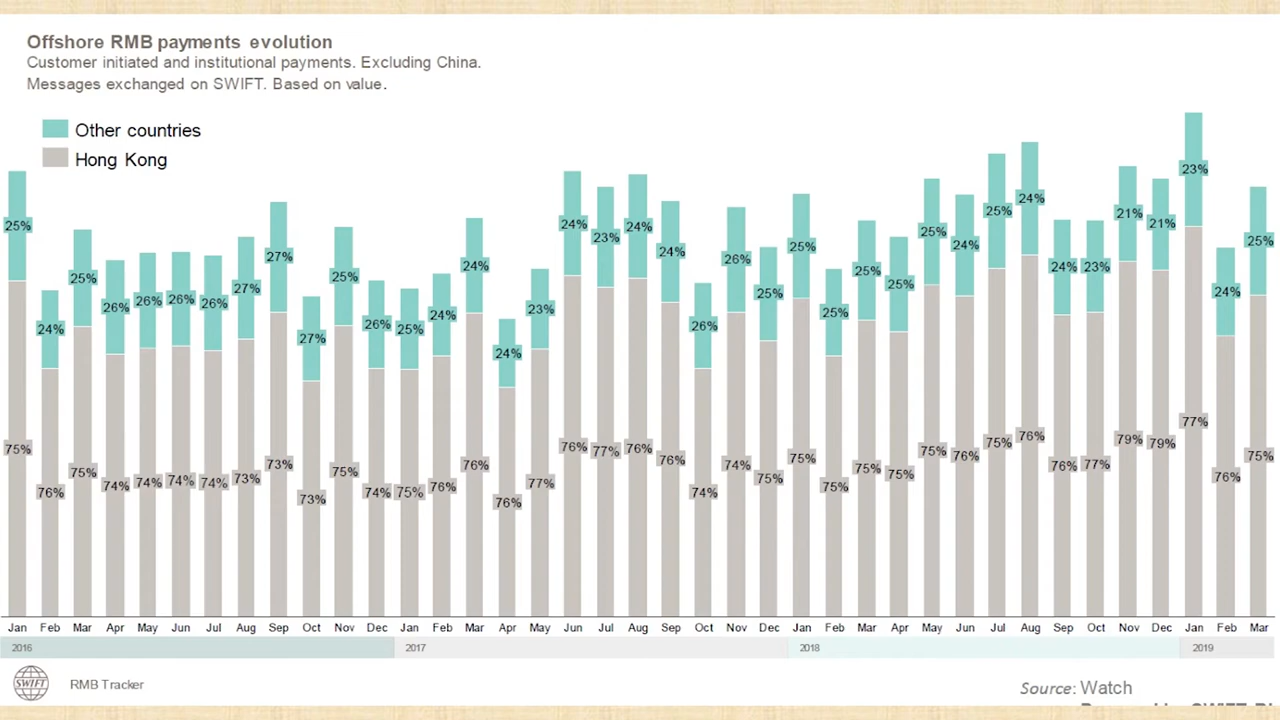 Offshore RMB payments evolution
Customer initiated and institutional payments. Excluding China.
Messages exchanged on SWIFT. Based on value.
Other countries
Hong Kong
25% 24% 25% 26% 26% 26% 26% 27% 27% 27% 25% 26% 25% 24% 24% 24% 23% 24% 23% 24% 24% 26% 26% 25% 25% 25% 25% 25% 25% 24% 25% 24% 24% 23% 21% 21% 23% 24% 25%
75% 76% 75% 74% 74% 74% 74% 73% 73% 73% 75% 74% 75% 76% 76% 76% 77% 76% 77% 76% 76% 74% 74% 75% 75% 75% 75% 75% 75% 76% 75% 76% 76% 77% 79% 79% 77% 76% 75%
Jan Feb Mar Apr May Jun Jul Aug Sep Oct Nov Dec Jan Feb Mar Apr May Jun Jul Aug Sep Oct Nov Dec Jan Feb Mar Apr May Jun Jul Aug Sep Oct Nov Dec Jan Feb Mar
2016 2017 2018 2019
SWIFT RMB Tracker
Source: Watch